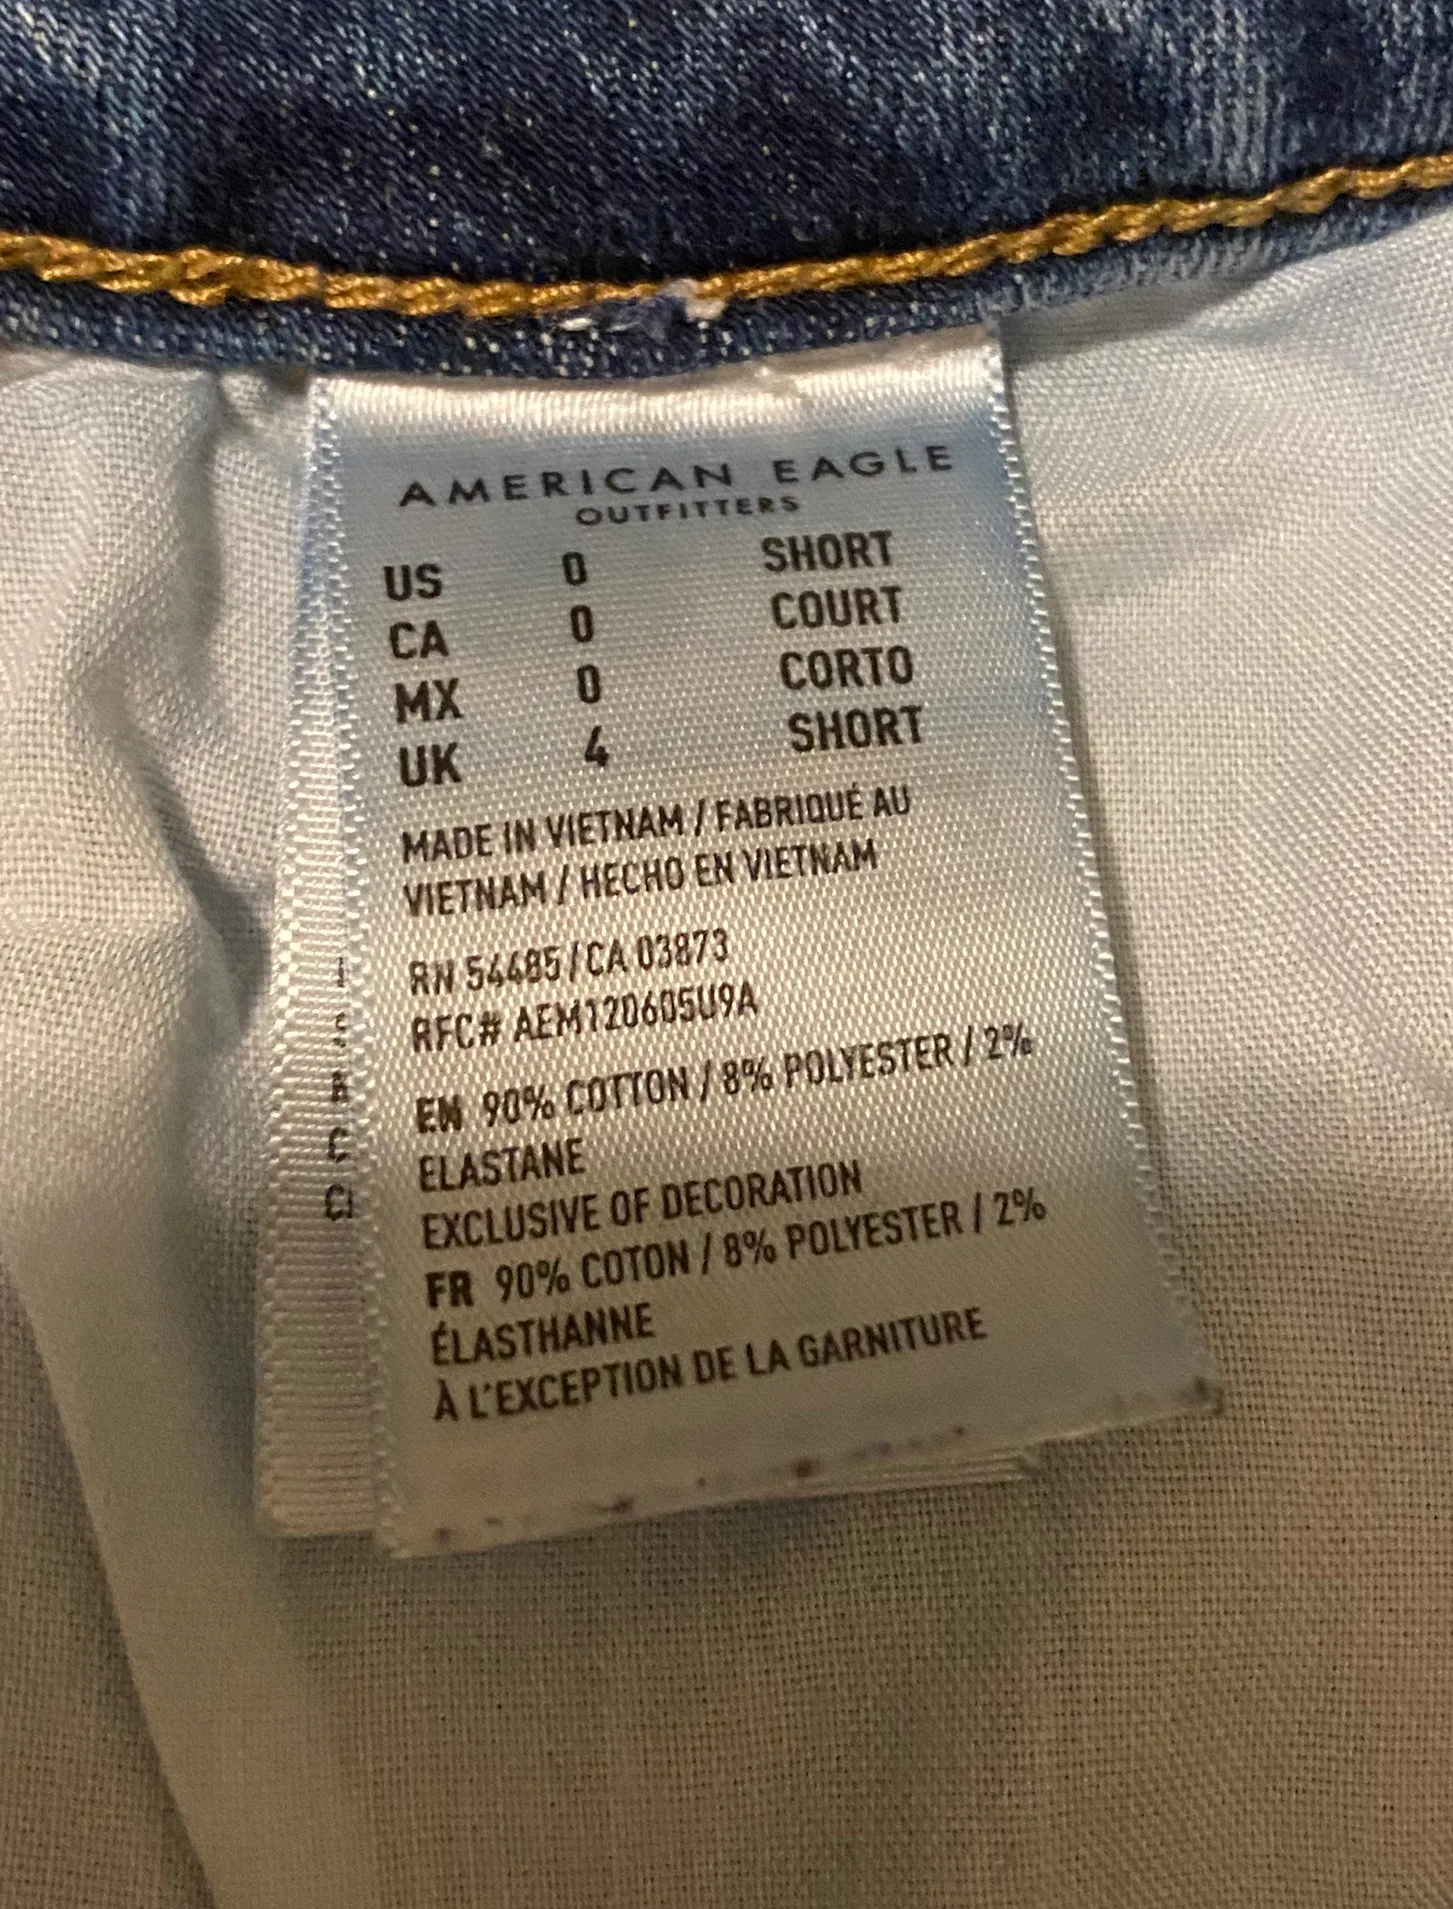 AMERICAN EAGLE
OUTFITTERS
US 0 SHORT
CA 0 COURT
MX 0 CORTO
UK 4 SHORT
MADE IN VIETNAM / FABRIQUÉ AU
VIETNAM / HECHO EN VIETNAM
RN 54485 / CA 03873
RFC# AEM120605U9A
EN 90% COTTON / 8% POLYESTER / 2%
ELASTANE
EXCLUSIVE OF DECORATION
FR 90% COTON / 8% POLYESTER / 2%
ÉLASTHANNE
À L'EXCEPTION DE LA GARNITURE